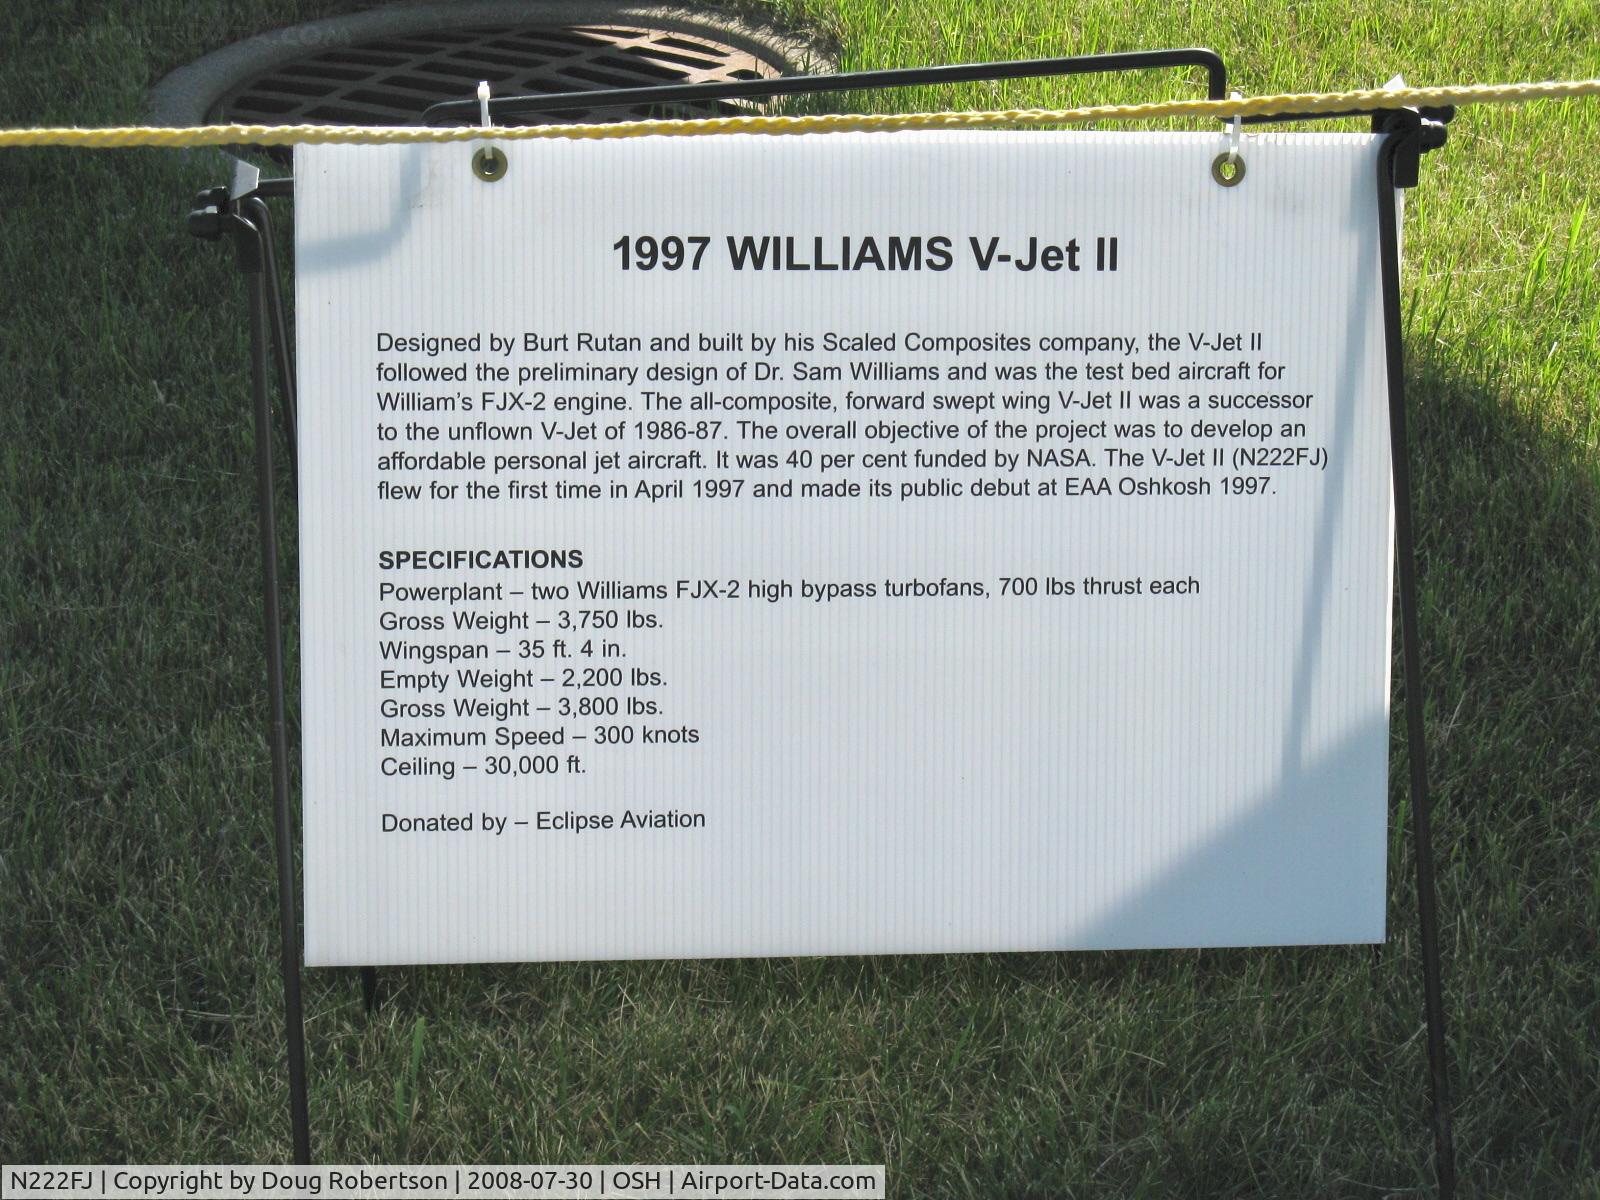 AIRPORT-DATA.COM
1997 WILLIAMS V-Jet II
Designed by Burt Rutan and built by his Scaled Composites company, the V-Jet II
followed the preliminary design of Dr. Sam Williams and was the test bed aircraft for
William's FJX-2 engine. The all-composite, forward swept wing V-Jet II was a successor
to the unflown V-Jet of 1986-87. The overall objective of the project was to develop an
affordable personal jet aircraft. It was 40 per cent funded by NASA. The V-Jet II (N222FJ)
flew for the first time in April 1997 and made its public debut at EAA Oshkosh 1997.
SPECIFICATIONS
Powerplant – two Williams FJX-2 high bypass turbofans, 700 lbs thrust each
Gross Weight – 3,750 lbs.
Wingspan – 35 ft. 4 in.
Empty Weight – 2,200 lbs.
Gross Weight – 3,800 lbs.
Maximum Speed – 300 knots
Ceiling – 30,000 ft.
Donated by – Eclipse Aviation
N222FJ | Copyright by Doug Robertson | 2008-07-30 | OSH | Airport-Data.com